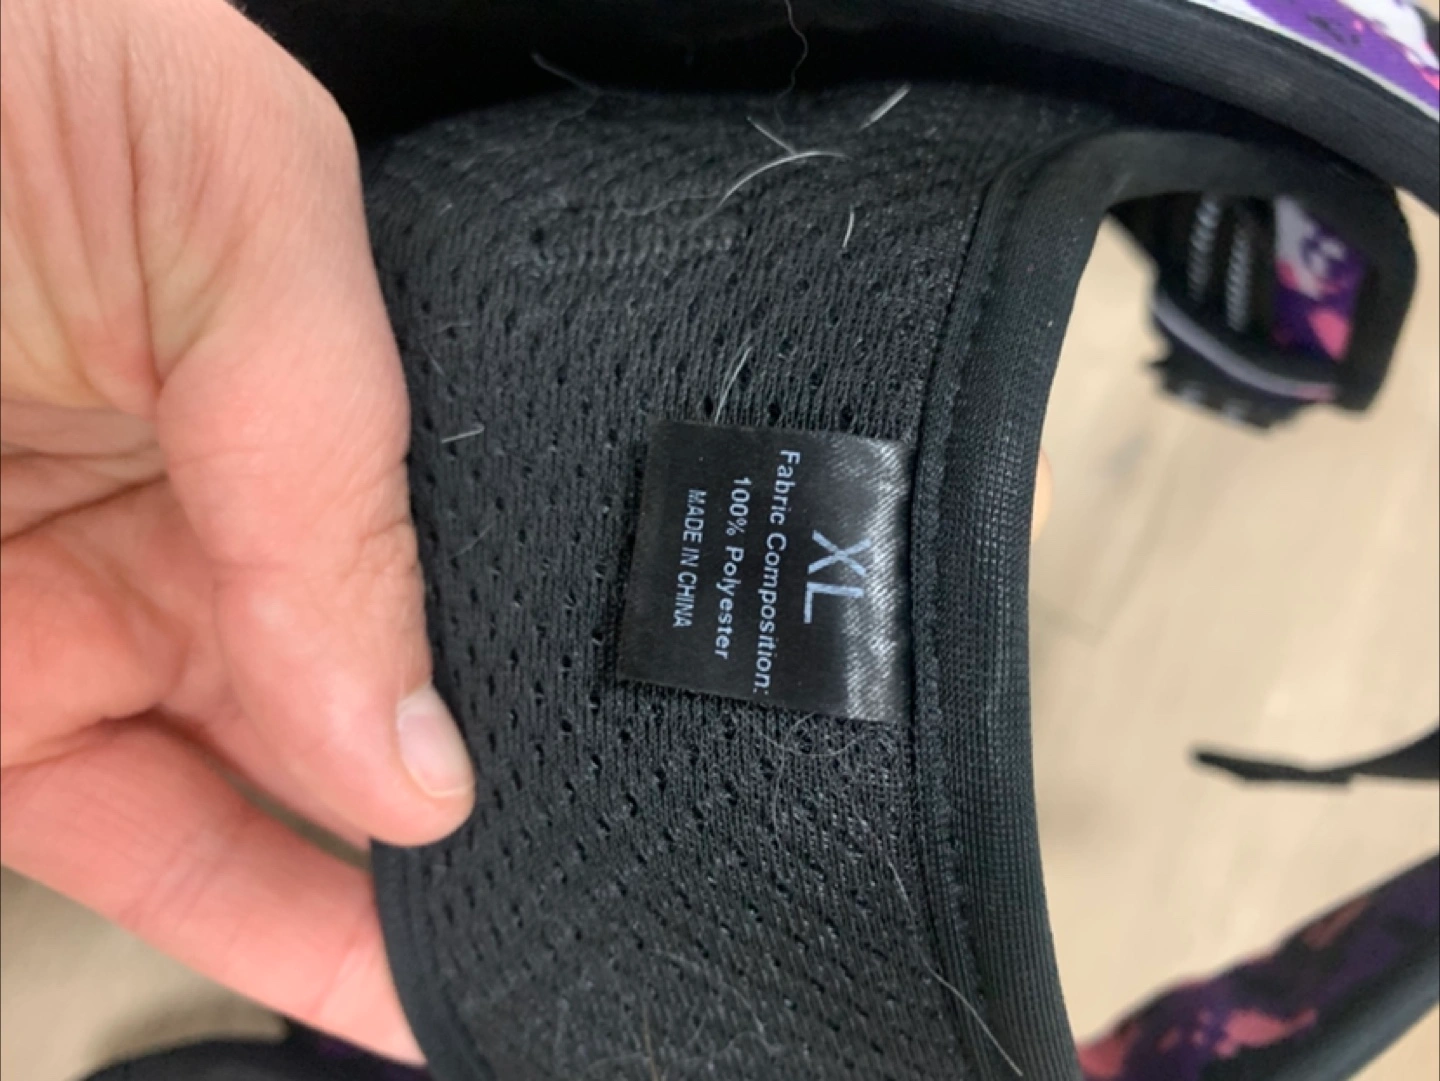 XL
Fabric Composition:
100% Polyester
MADE IN CHINA